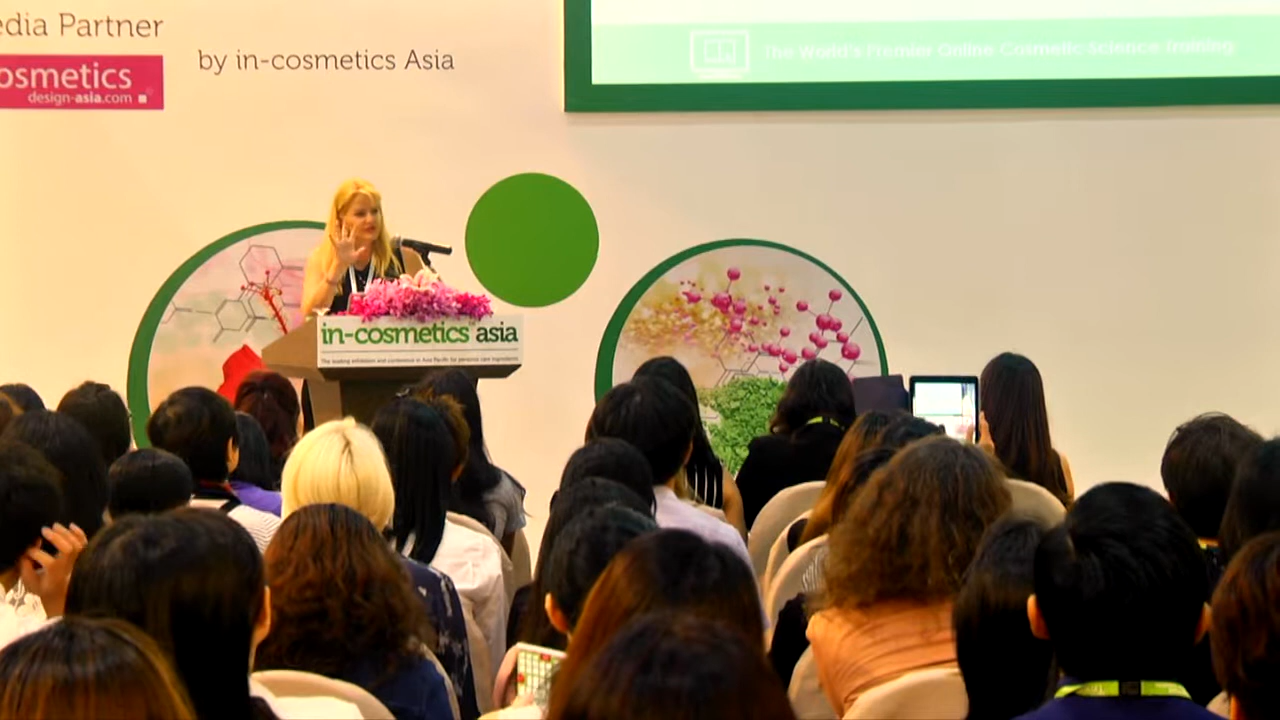 edia Partner
osmetics
design-asia.com
by in-cosmetics Asia
The World's Premier Online Cosmetic Science Training
in-cosmetics asia
The leading exhibition and conference in Asia Pacific for personal care ingredients